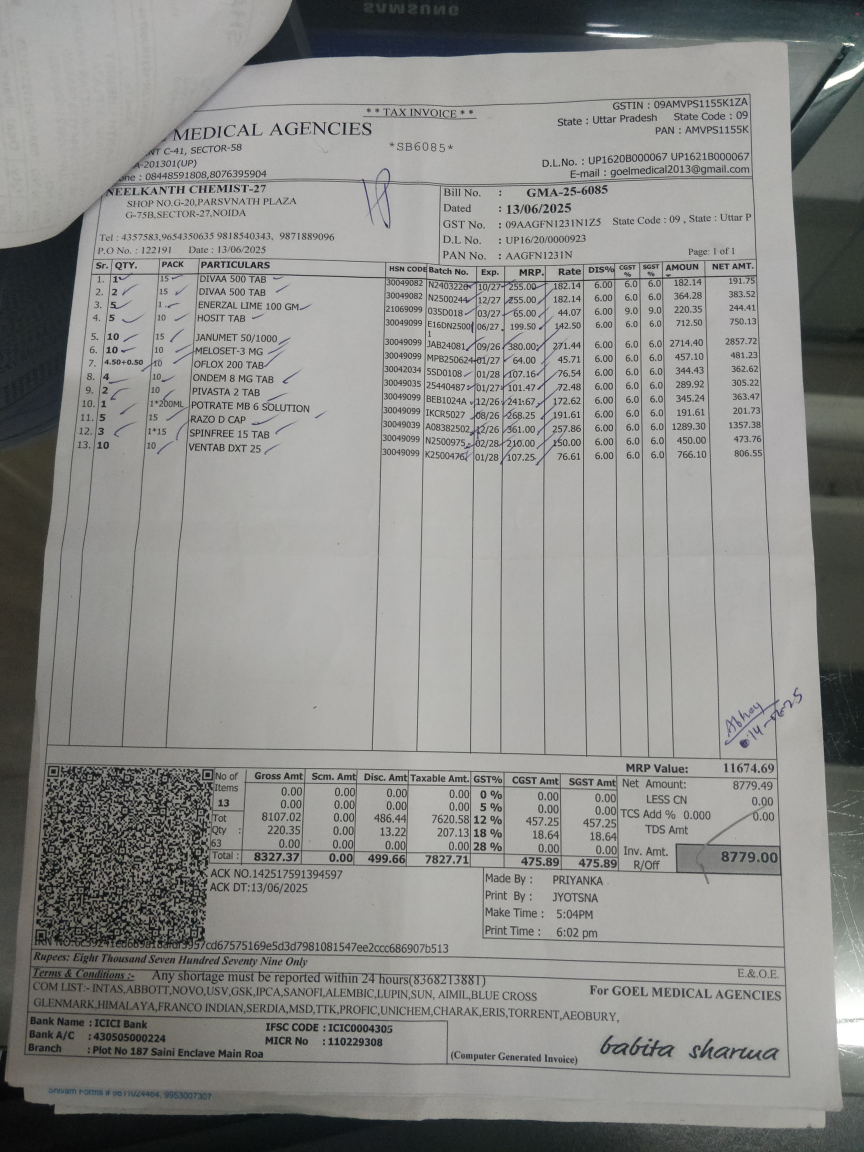 SAMSUNG
** TAX INVOICE **
GSTIN : 09AMVPS1155K1ZA
State : Uttar Pradesh State Code : 09
PAN : AMVPS1155K
MEDICAL AGENCIES
*SB6085*
C-41, SECTOR-58
-201301(UP)
: 08448591808,8076395904
D.L.No. : UP1620B000067 UP1621B000067
E-mail : goelmedical2013@gmail.com
NEELKANTH CHEMIST-27
SHOP NO.G-20,PARSVNATH PLAZA
G-75B,SECTOR-27,NOIDA
Tel : 4357583,9654350635 9818540343, 9871889096
P.O No. : 122191 Date : 13/06/2025
18
Bill No. : GMA-25-6085
Dated : 13/06/2025
GST No. : 09AAGFN1231N1Z5 State Code : 09 , State : Uttar P
D.L No. : UP16/20/0000923
PAN No. : AAGFN1231N
Page: 1 of 1
Sr. QTY. PACK PARTICULARS HSN CODE Batch No. Exp. MRP. Rate DIS% CGST % SGST % AMOUN NET AMT.
1. 1 15 DIVAA 500 TAB 30049082 N2403220 10/27 255.00 182.14 6.00 6.0 6.0 182.14 191.75
2. 2 15 DIVAA 500 TAB 30049082 N2500244 12/27 255.00 182.14 6.00 6.0 6.0 364.28 383.52
3. 5 1 ENERZAL LIME 100 GM 21069099 035D018 03/27 65.00 44.07 6.00 9.0 9.0 220.35 244.41
4. 5 10 HOSIT TAB 30049099 E16DN2500 06/27 199.50 142.50 6.00 6.0 6.0 712.50 750.13
1
5. 10 15 JANUMET 50/1000 30049099 JAB24081 09/26 380.00 271.44 6.00 6.0 6.0 2714.40 2857.72
6. 10 10 MELOSET-3 MG 30049099 MPB250624 01/27 64.00 45.71 6.00 6.0 6.0 457.10 481.23
7. 4.50+0.50 10 OFLOX 200 TAB 30042034 SSD0108 01/28 107.16 76.54 6.00 6.0 6.0 344.43 362.62
8. 4 10 ONDEM 8 MG TAB 30049035 25440487 01/27 101.47 72.48 6.00 6.0 6.0 289.92 305.22
9. 2 10 PIVASTA 2 TAB 30049099 BEB1024A 12/26 241.67 172.62 6.00 6.0 6.0 345.24 363.47
10. 1 1*200ML POTRATE MB 6 SOLUTION 30049099 IKCR5027 08/26 268.25 191.61 6.00 6.0 6.0 191.61 201.73
11. 5 15 RAZO D CAP 30049039 A08382502 12/26 361.00 257.86 6.00 6.0 6.0 1289.30 1357.38
12. 3 1*15 SPINFREE 15 TAB 30049099 N2500975 02/28 210.00 150.00 6.00 6.0 6.0 450.00 473.76
13. 10 10 VENTAB DXT 25 30049099 K2500476 01/28 107.25 76.61 6.00 6.0 6.0 766.10 806.55
Abhay
14-06-25
No of Items 13 Tot Qty : 63
Gross Amt Scm. Amt Disc. Amt Taxable Amt. GST% CGST Amt SGST Amt
0.00 0.00 0.00 0.00 0 % 0.00 0.00
0.00 0.00 0.00 0.00 5 % 0.00 0.00
8107.02 0.00 486.44 7620.58 12 % 457.25 457.25
220.35 0.00 13.22 207.13 18 % 18.64 18.64
0.00 0.00 0.00 0.00 28 % 0.00 0.00
Total : 8327.37 0.00 499.66 7827.71 475.89 475.89
MRP Value: 11674.69
Net Amount: 8779.49
LESS CN 0.00
TCS Add % 0.000 0.00
TDS Amt
Inv. Amt. 8779.00
R/Off
ACK NO.142517591394597
ACK DT:13/06/2025
Made By : PRIYANKA
Print By : JYOTSNA
Make Time : 5:04PM
Print Time : 6:02 pm
Rupees: Eight Thousand Seven Hundred Seventy Nine Only
Terms & Conditions :- Any shortage must be reported within 24 hours(8368213881)
E.&O.E.
COM LIST:- INTAS,ABBOTT,NOVO,USV,GSK,IPCA,SANOFI,ALEMBIC,LUPIN,SUN, AIMIL,BLUE CROSS
GLENMARK,HIMALAYA,FRANCO INDIAN,SERDIA,MSD,TTK,PROFIC,UNICHEM,CHARAK,ERIS,TORRENT,AEOBURY,
For GOEL MEDICAL AGENCIES
Bank Name : ICICI Bank
Bank A/C : 430505000224
Branch : Plot No 187 Saini Enclave Main Roa
IFSC CODE : ICIC0004305
MICR No : 110229308
(Computer Generated Invoice)
babita sharma